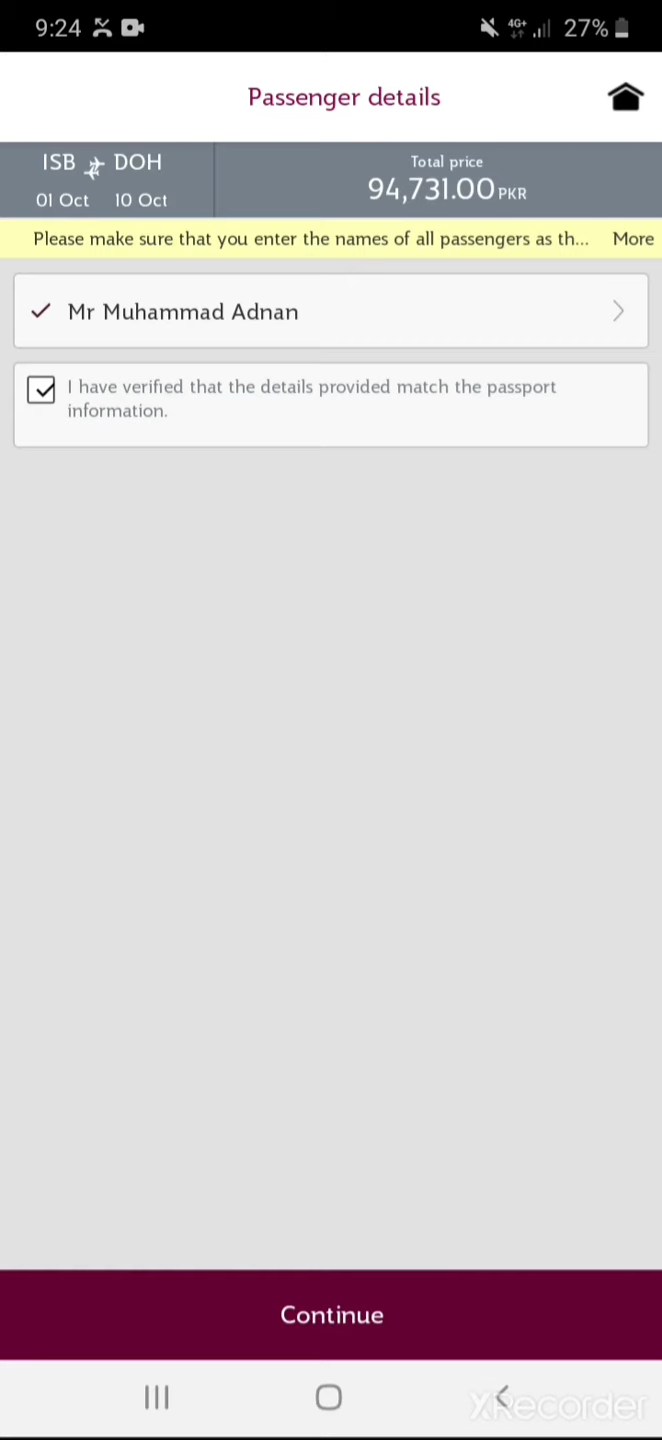 9:24 4G+ 27%
Passenger details
ISB DOH
01 Oct 10 Oct
Total price
94,731.00 PKR
Please make sure that you enter the names of all passengers as th... More
Mr Muhammad Adnan
I have verified that the details provided match the passport
information.
Continue
XRecorder